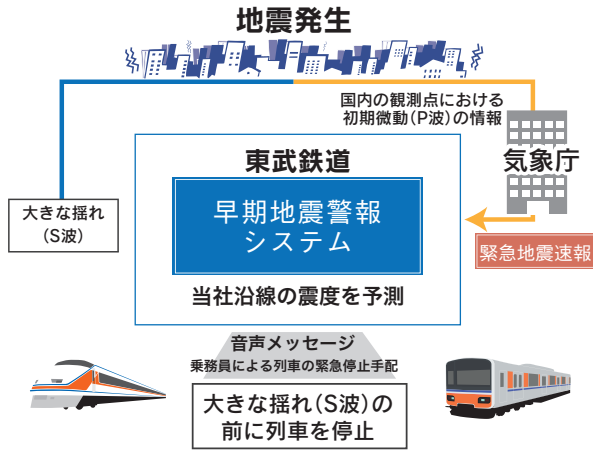 地震発生
国内の観測点における
初期微動(P波)の情報
気象庁
東武鉄道
早期地震警報
システム
大きな揺れ
(S波)
緊急地震速報
当社沿線の震度を予測
音声メッセージ
乗務員による列車の緊急停止手配
大きな揺れ(S波)の
前に列車を停止